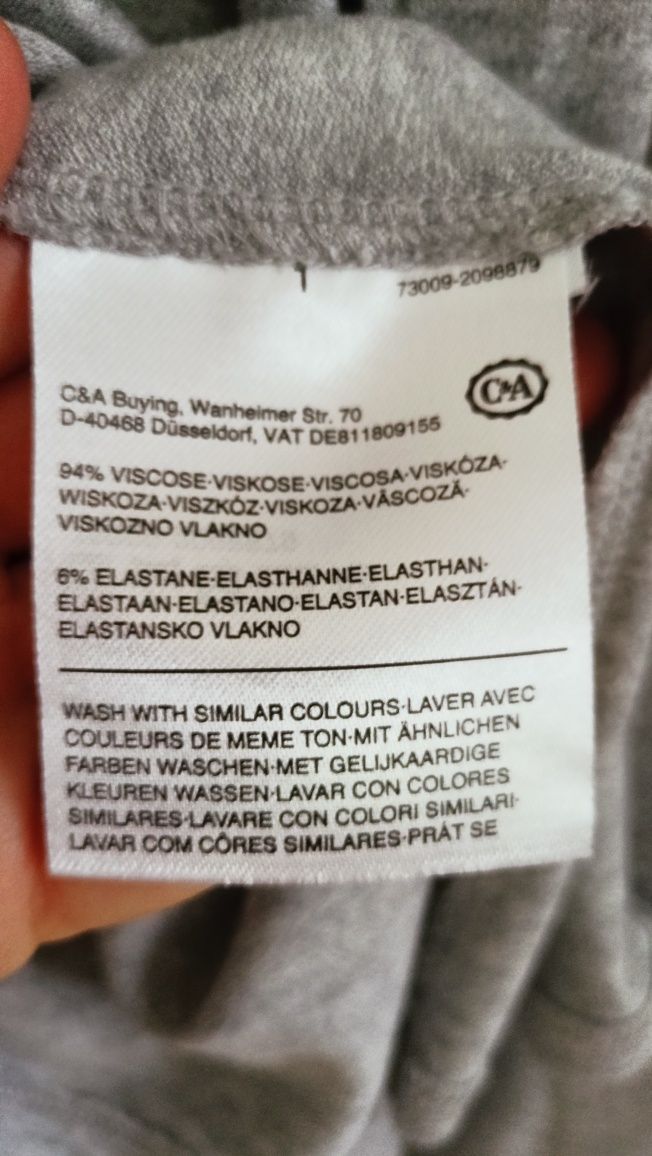 1
73009-2098879
C&A
C&A Buying, Wanheimer Str. 70
D-40468 Düsseldorf, VAT DE811809155
94% VISCOSE·VISKOSE·VISCOSA·VISKÓZA·
WISKOZA·VISZKÓZ·VISKOZA·VÂSCOZĂ·
VISKOZNO VLAKNO
6% ELASTANE·ELASTHANNE·ELASTHAN·
ELASTAAN·ELASTANO·ELASTAN·ELASZTÁN·
ELASTANSKO VLAKNO
WASH WITH SIMILAR COLOURS·LAVER AVEC
COULEURS DE MEME TON·MIT ÄHNLICHEN
FARBEN WASCHEN·MET GELIJKAARDIGE
KLEUREN WASSEN·LAVAR CON COLORES
SIMILARES·LAVARE CON COLORI SIMILARI·
LAVAR COM CÔRES SIMILARES·PRÁT SE